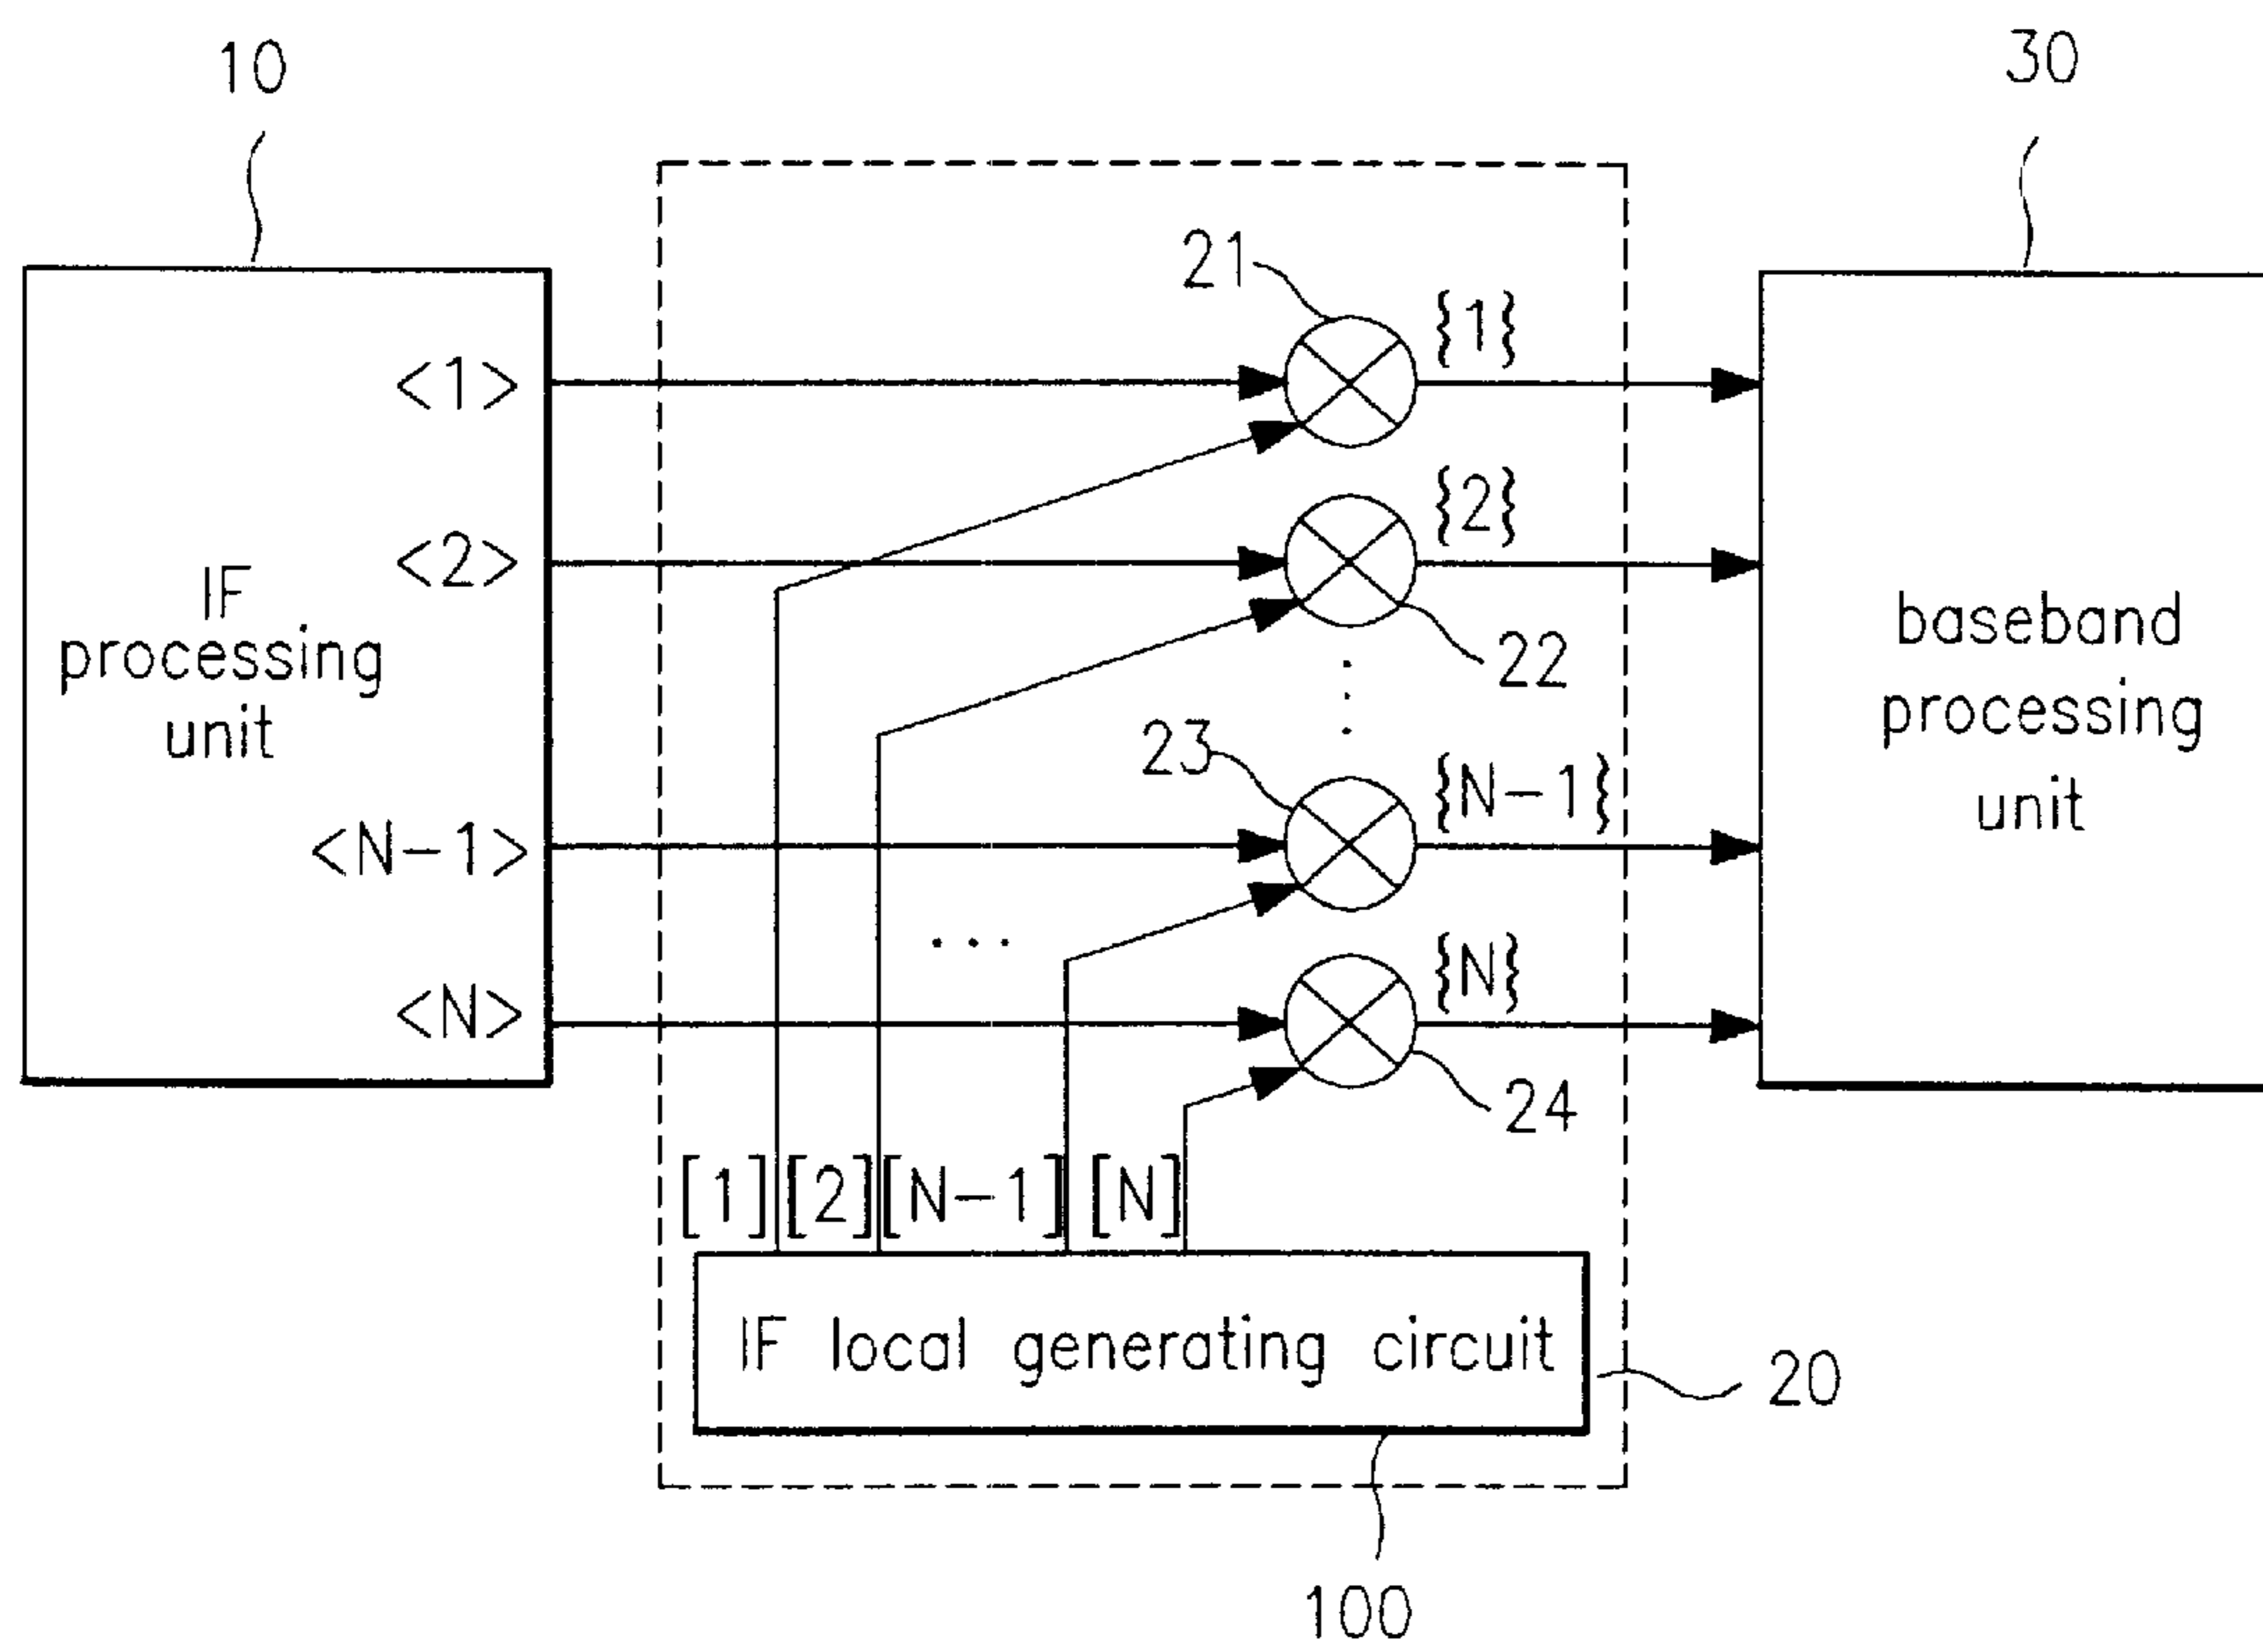 10
30
21
{1}
<1>
{2}
<2>
IF
processing
unit
22
baseband
processing
unit
23
{N-1}
<N-1>
...
{N}
<N>
24
[1] [2] [N-1] [N]
IF local generating circuit
20
100